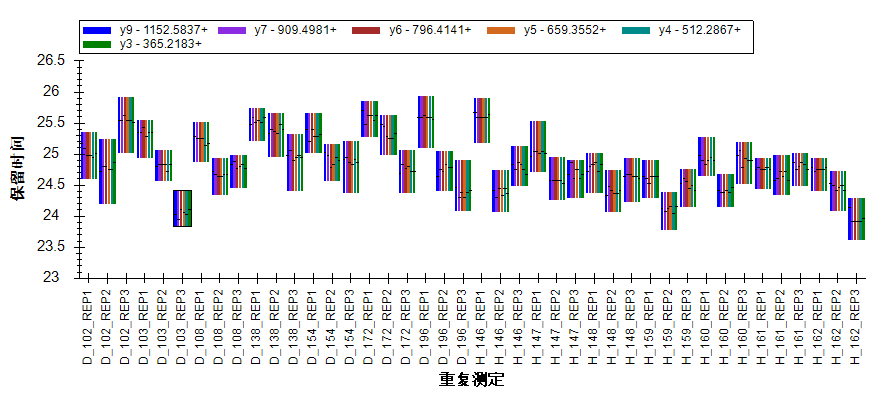 y9 - 1152.5837+ y7 - 909.4981+ y6 - 796.4141+ y5 - 659.3552+ y4 - 512.2867+
y3 - 365.2183+
保留时间
26.5
26
25.5
25
24.5
24
23.5
23
D_102_REP1
D_102_REP2
D_102_REP3
D_103_REP1
D_103_REP2
D_103_REP3
D_108_REP1
D_108_REP2
D_108_REP3
D_138_REP1
D_138_REP2
D_138_REP3
D_154_REP1
D_154_REP2
D_154_REP3
D_172_REP1
D_172_REP2
D_172_REP3
D_196_REP1
D_196_REP2
D_196_REP3
H_146_REP1
H_146_REP2
H_146_REP3
H_147_REP1
H_147_REP2
H_147_REP3
H_148_REP1
H_148_REP2
H_148_REP3
H_159_REP1
H_159_REP2
H_159_REP3
H_160_REP1
H_160_REP2
H_160_REP3
H_161_REP1
H_161_REP2
H_161_REP3
H_162_REP1
H_162_REP2
H_162_REP3
重复测定